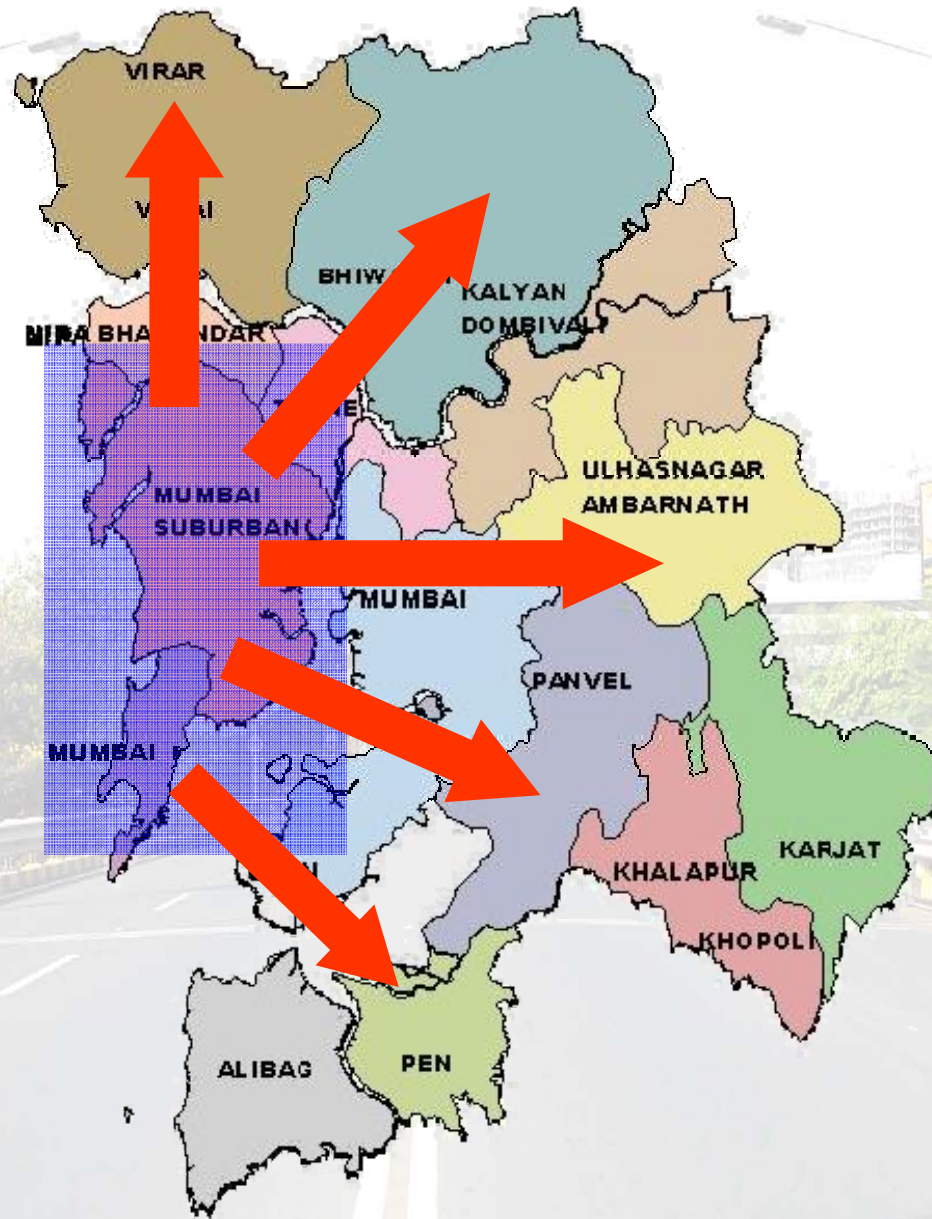 VIRAR
KALYAN
DOMBIVALI
MUMBAI
SUBURBAN
ULHASNAGAR
AMBARNATH
MUMBAI
PANVEL
MUMBAI
KHALAPUR
KARJAT
KHOPOLI
ALIBAG
PEN